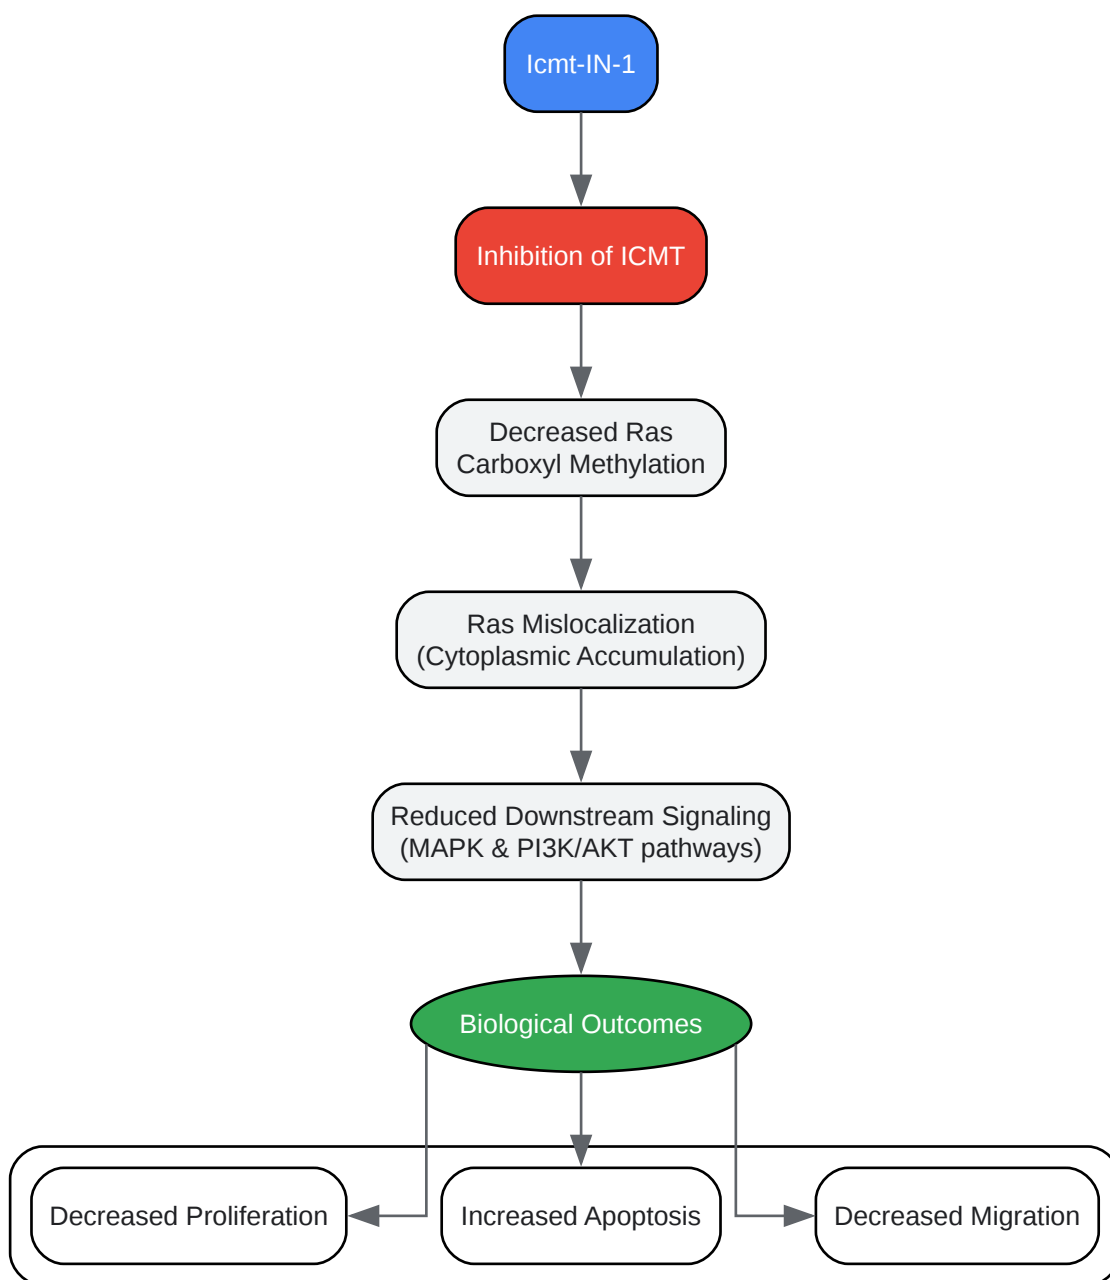 Icmt-IN-1
Inhibition of ICMT
Decreased Ras
Carboxyl Methylation
Ras Mislocalization
(Cytoplasmic Accumulation)
Reduced Downstream Signaling
(MAPK & PI3K/AKT pathways)
Biological Outcomes
Decreased Proliferation
Increased Apoptosis
Decreased Migration